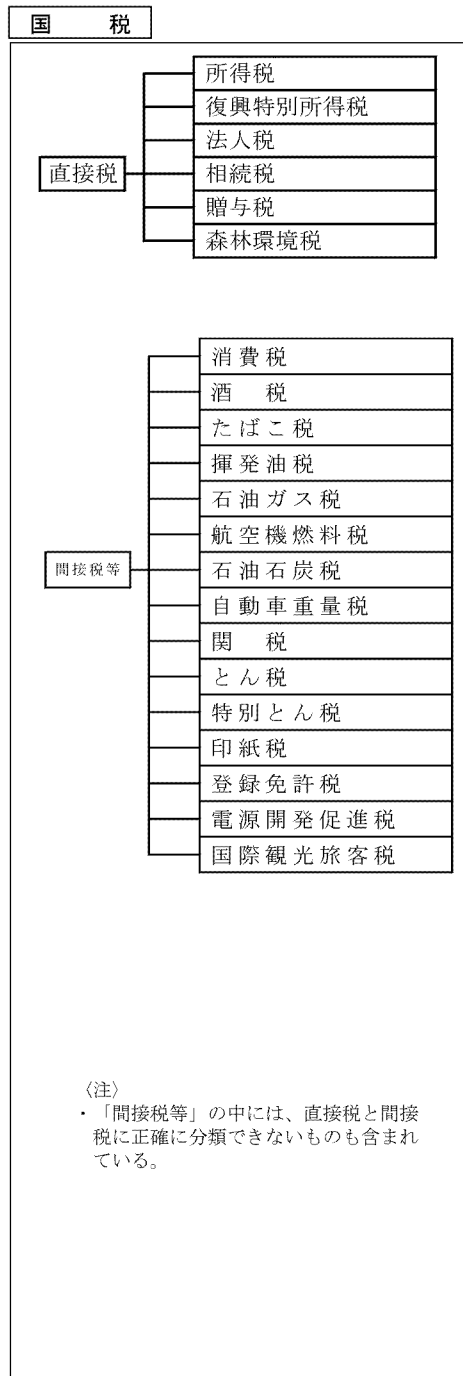 国　税
直接税
所得税
復興特別所得税
法人税
相続税
贈与税
森林環境税
間接税等
消費税
酒　税
たばこ税
揮発油税
石油ガス税
航空機燃料税
石油石炭税
自動車重量税
関　税
とん税
特別とん税
印紙税
登録免許税
電源開発促進税
国際観光旅客税
〈注〉
・「間接税等」の中には、直接税と間接
税に正確に分類できないものも含まれ
ている。